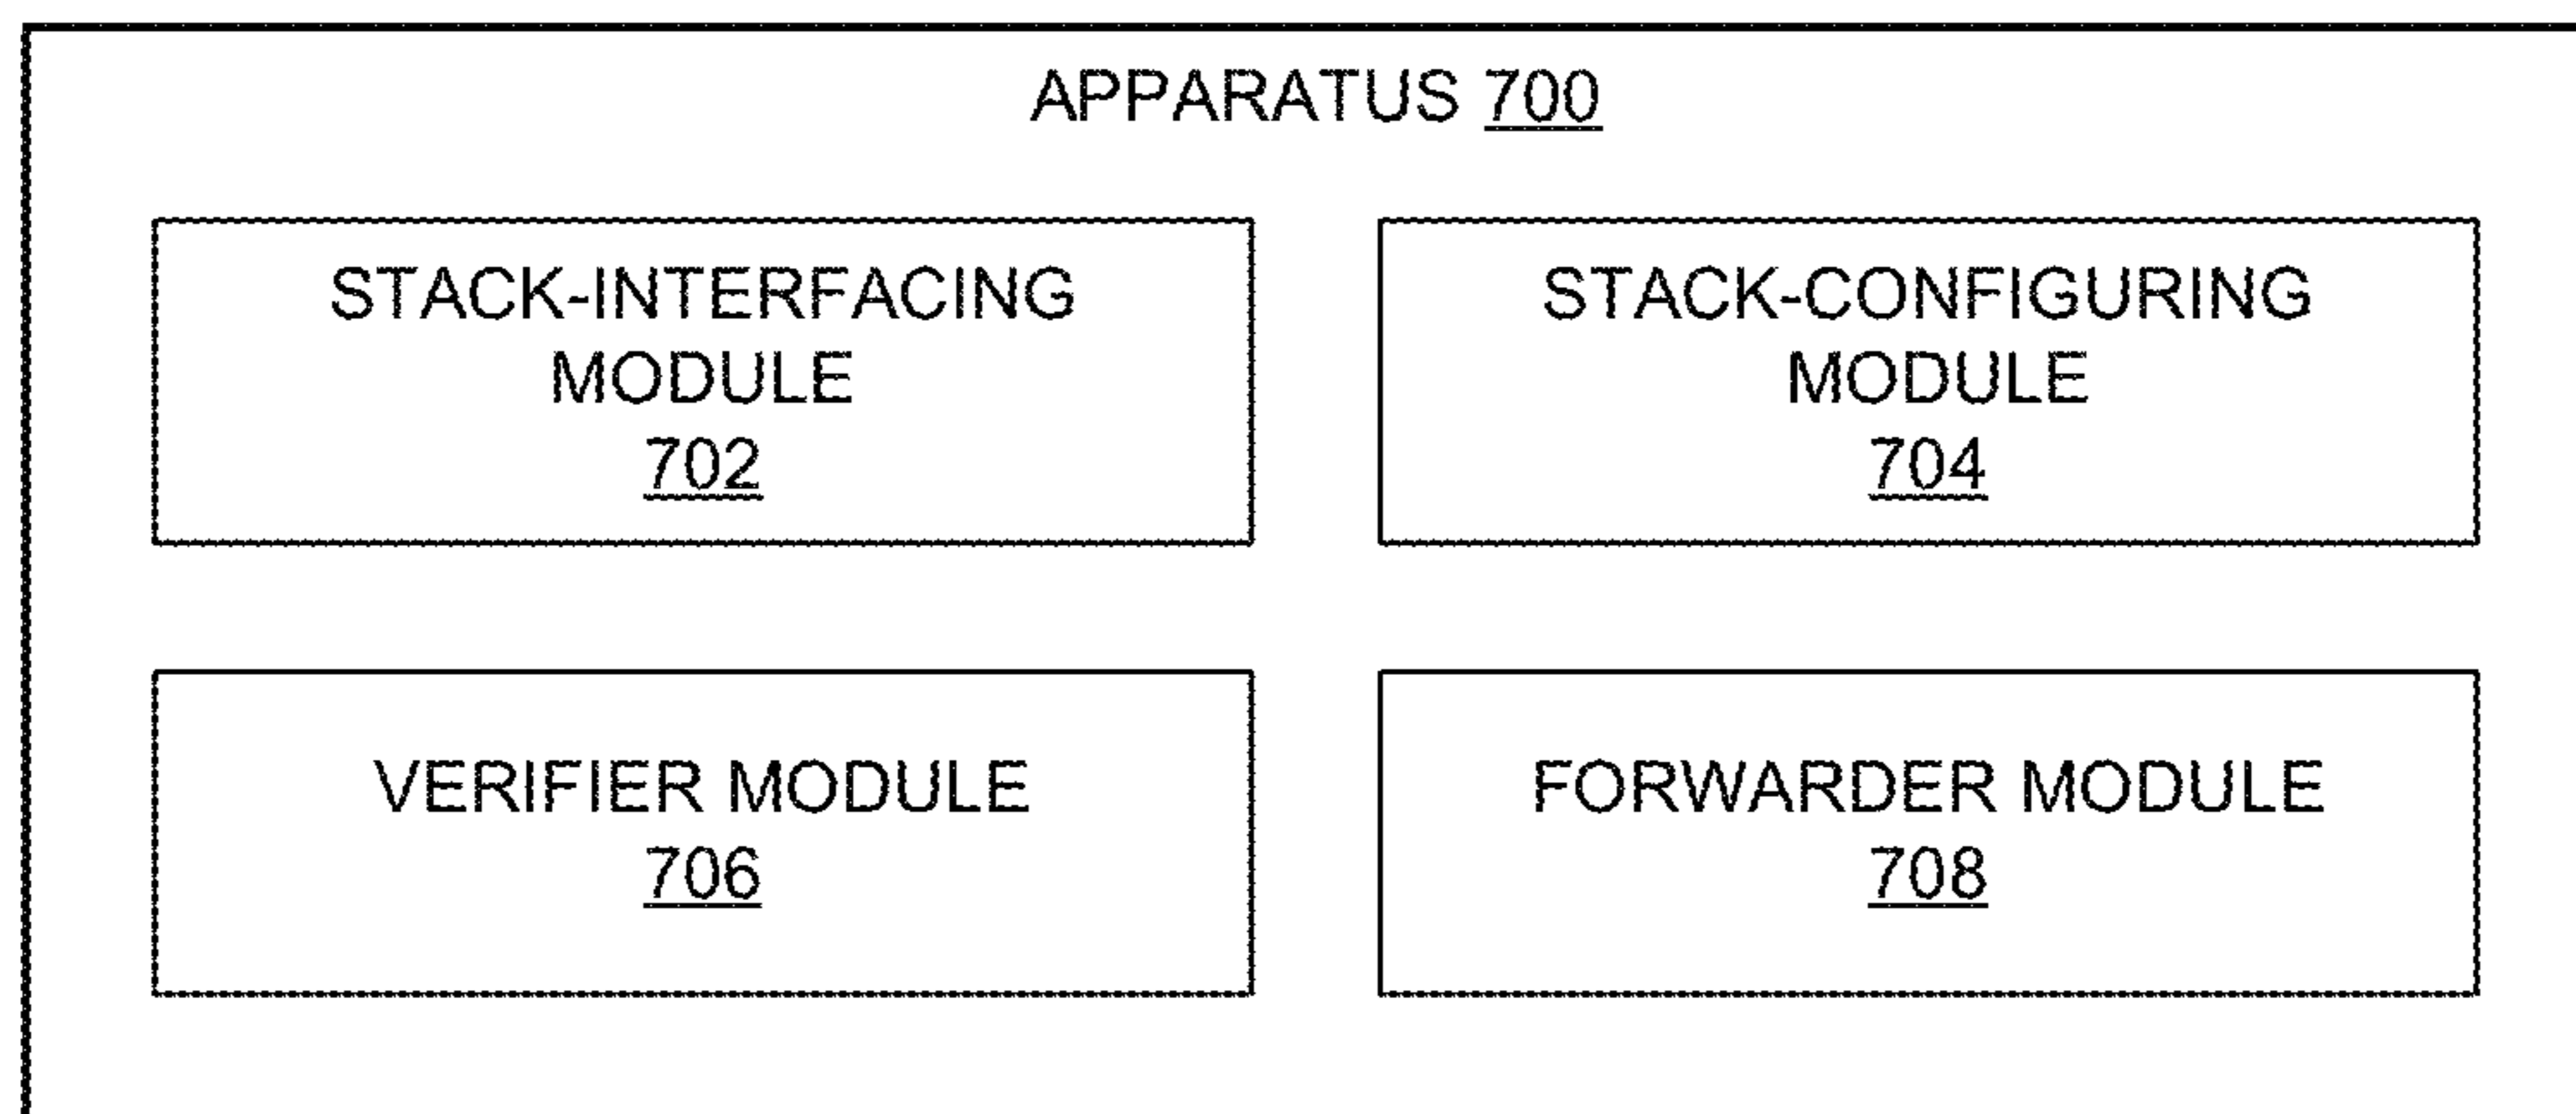 APPARATUS 700
STACK-INTERFACING
MODULE
702
STACK-CONFIGURING
MODULE
704
VERIFIER MODULE
706
FORWARDER MODULE
708